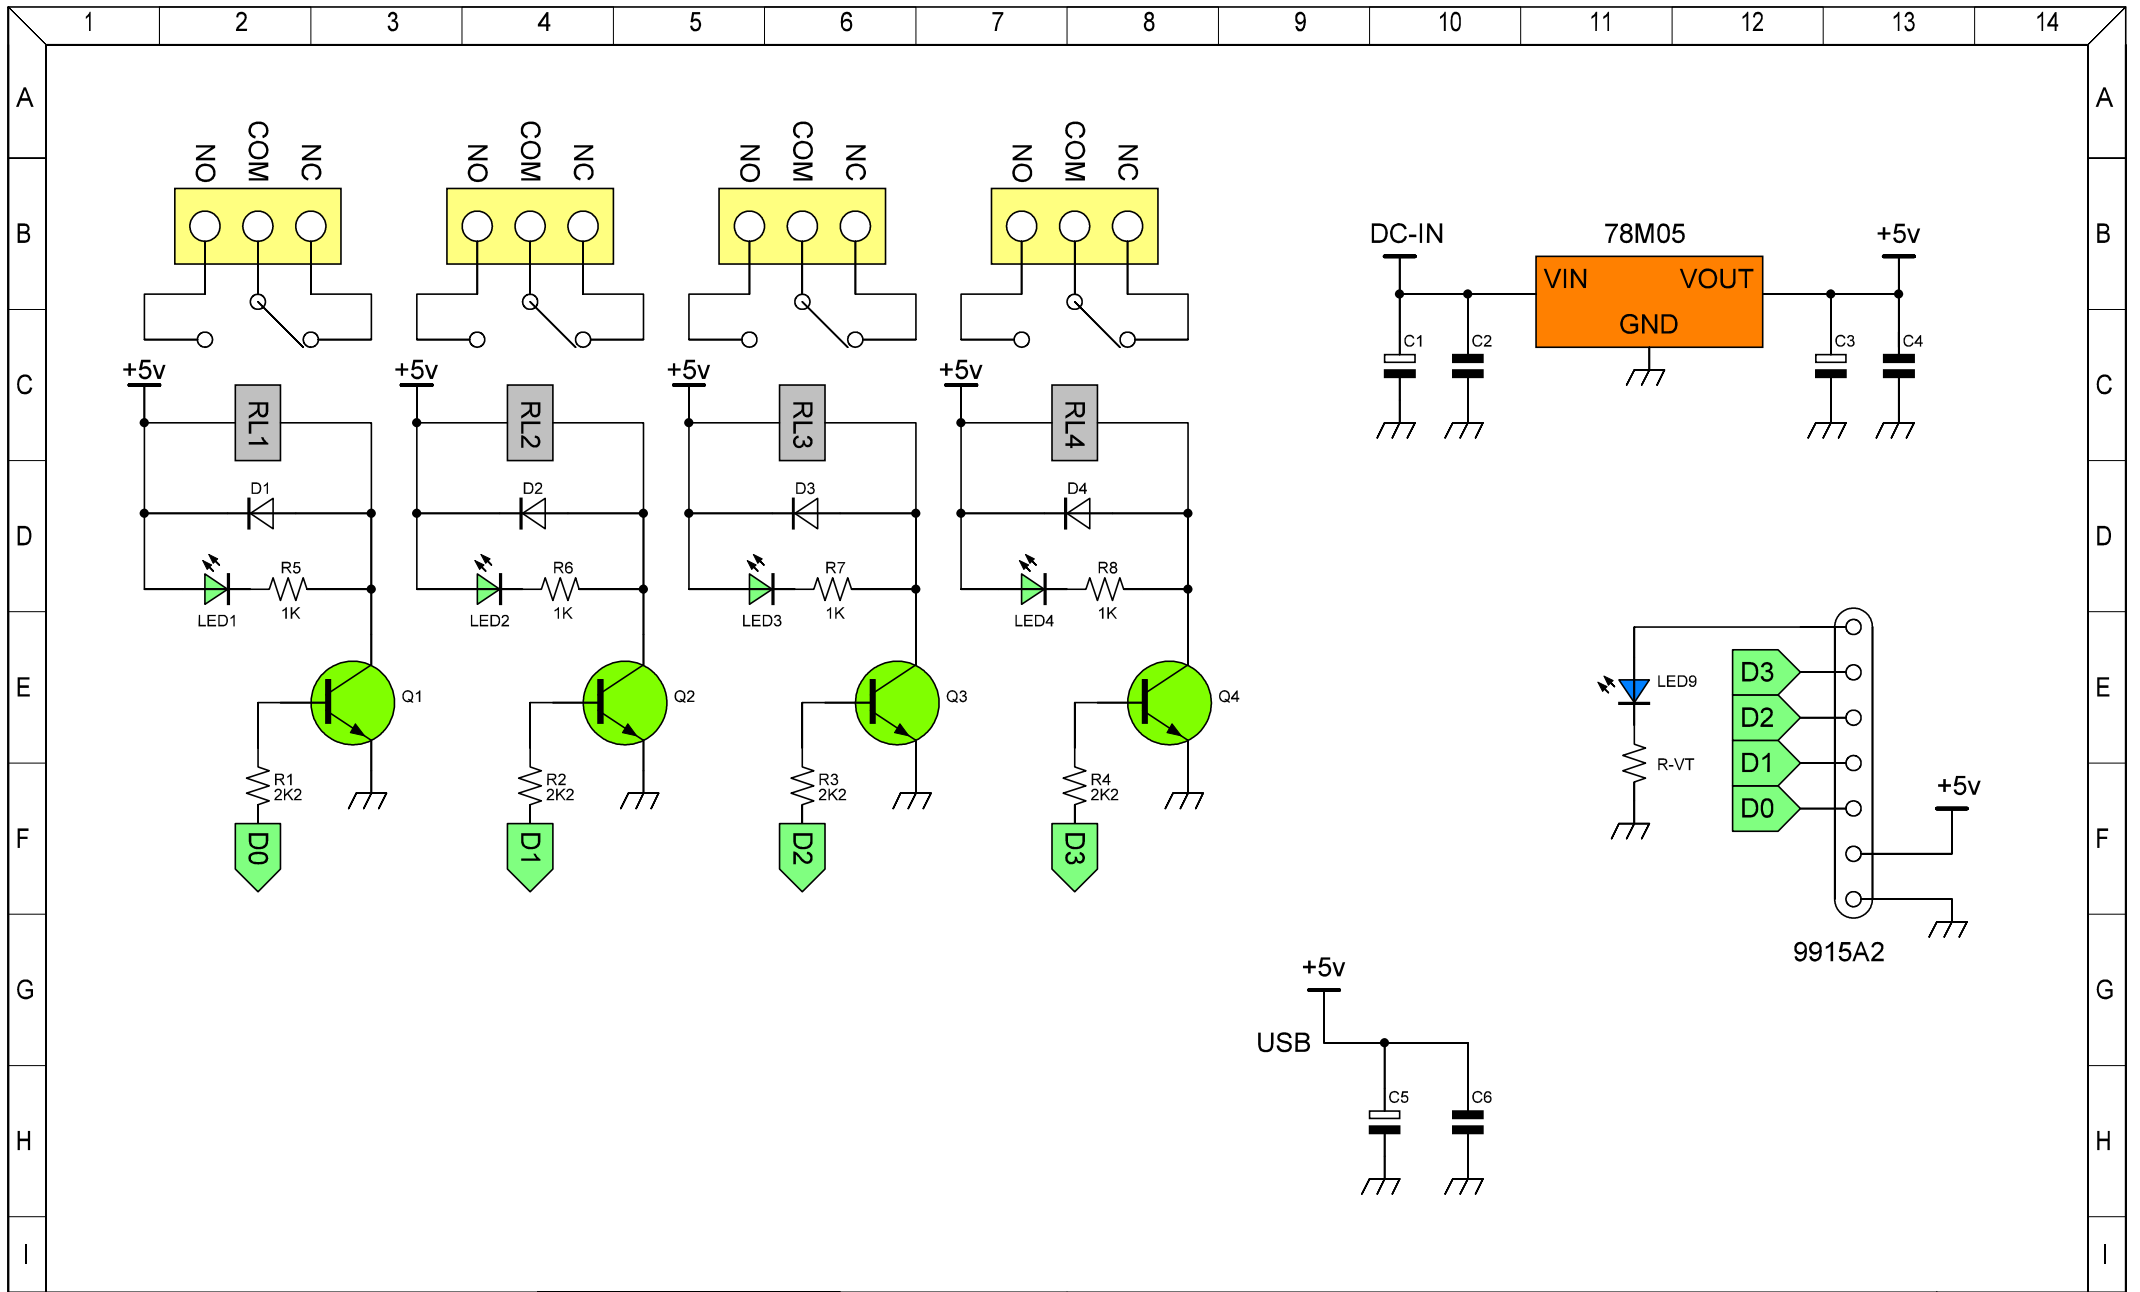 1 2 3 4 5 6 7 8 9 10 11 12 13 14
A A
NO COM NC NO COM NC NO COM NC NO COM NC
B DC-IN 78M05 +5v B
VIN VOUT
GND
C1 C2 C3 C4
+5v +5v +5v +5v
C C
RL1 RL2 RL3 RL4
D1 D2 D3 D4
D D
R5 R6 R7 R8
1K 1K 1K 1K
LED1 LED2 LED3 LED4
E E
Q1 Q2 Q3 Q4
LED9 D3
D2
R-VT D1
D0
+5v
R1 R2 R3 R4
2K2 2K2 2K2 2K2
F F
D0 D1 D2 D3
9915A2
+5v
G G
USB
C5 C6
H H
I I